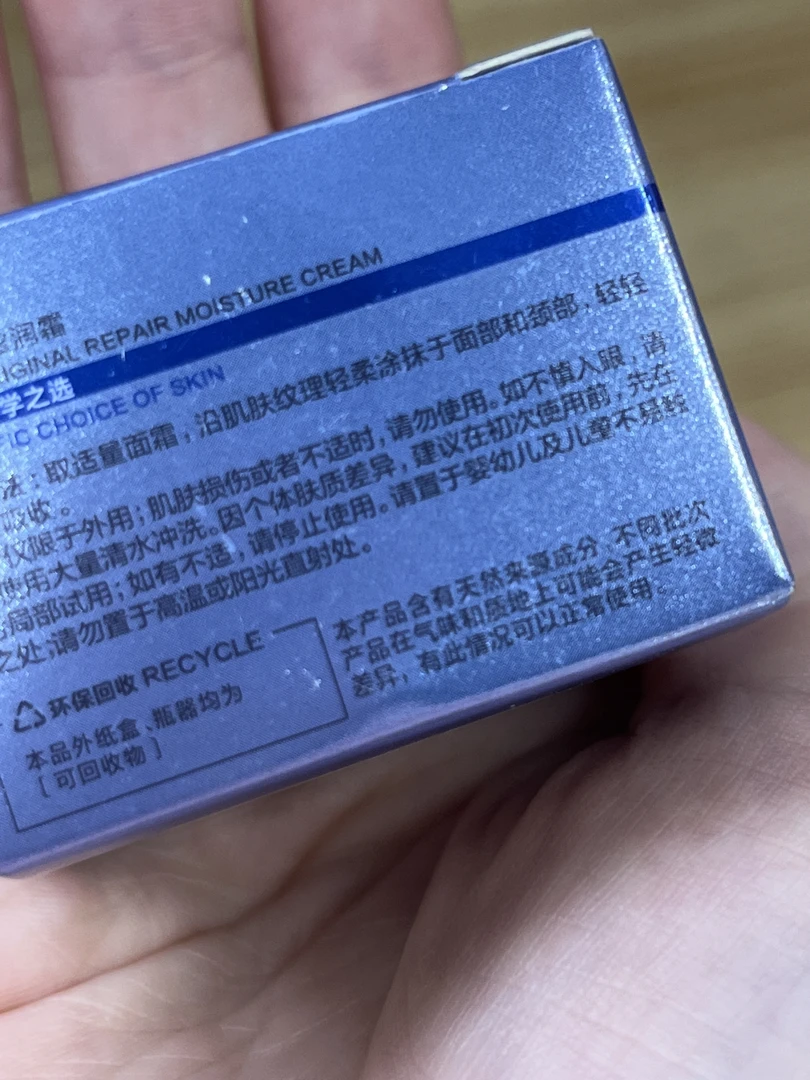 润霜
IGINAL REPAIR MOISTURE CREAM
学之选
IC CHOICE OF SKIN
法：取适量面霜，沿肌肤纹理轻柔涂抹于面部和颈部，轻轻
吸收。
仅限于外用；肌肤损伤或者不适时，请勿使用。如不慎入眼，请
使用大量清水冲洗。因个体肤质差异，建议在初次使用前，先在
局部试用；如有不适，请停止使用。请置于婴幼儿及儿童不易触
之处，请勿置于高温或阳光直射处。
环保回收 RECYCLE
本品外纸盒、瓶器均为
[可回收物]
本产品含有天然来源成分，不同批次
产品在气味和质地上可能会产生轻微
差异，有此情况可以正常使用。